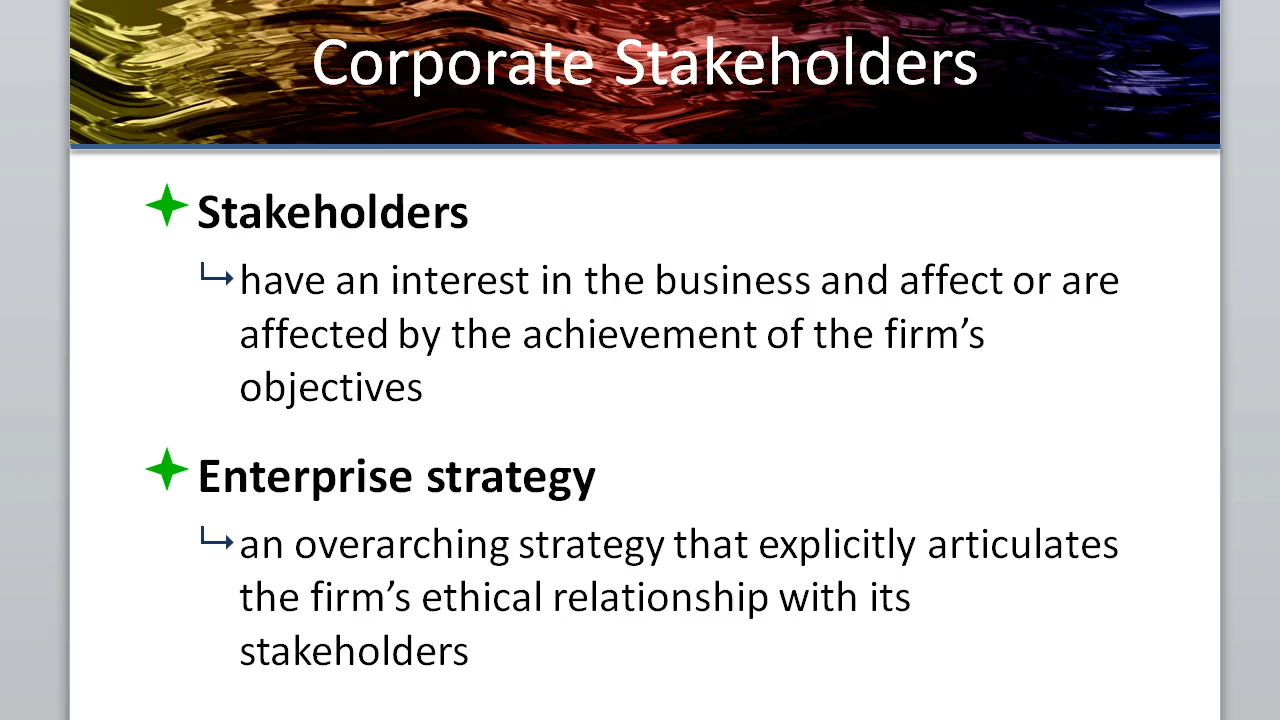 Corporate Stakeholders
Stakeholders
have an interest in the business and affect or are
affected by the achievement of the firm’s
objectives
Enterprise strategy
an overarching strategy that explicitly articulates
the firm’s ethical relationship with its
stakeholders